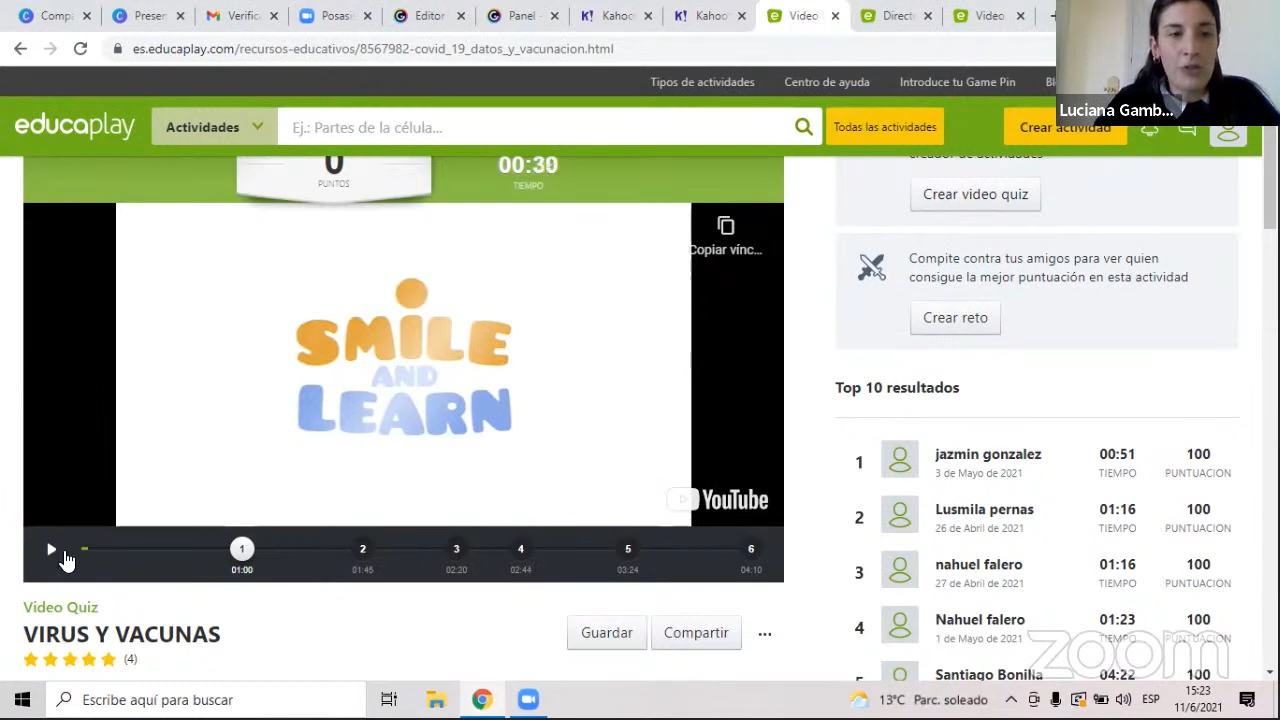 Comp
Forma
Verific
Posas
Editor
Panel -
Kahoo
Kahoo
Video
Direct
Video
es.educaplay.com/recursos-educativos/8567982-covid_19_datos_y_vacunacion.html
Tipos de actividades
Centro de ayuda
Introduce tu Game Pin
Bl
Luciana Gamb...
educaplay
Actividades
Ej.: Partes de la célula...
Todas las actividades
Crear actividad
0
PUNTOS
00:30
TIEMPO
creador de actividades
Crear video quiz
Copiar vínc...
Compite contra tus amigos para ver quien
consigue la mejor puntuación en esta actividad
Crear reto
SMILE
AND
LEARN
YouTube
1
2
3
4
5
6
01:00
01:45
02:20
02:44
03:24
04:10
Top 10 resultados
1
jazmin gonzalez
3 de Mayo de 2021
00:51
TIEMPO
100
PUNTUACION
2
Lusmila pernas
26 de Abril de 2021
01:16
TIEMPO
100
PUNTUACION
3
nahuel falero
27 de Abril de 2021
01:16
TIEMPO
100
PUNTUACION
4
Nahuel falero
1 de Mayo de 2021
01:23
TIEMPO
100
PUNTUACION
5
Santiago Bonilla
04:22
100
Video Quiz
VIRUS Y VACUNAS
(4)
Guardar
Compartir
...
zoom
Escribe aquí para buscar
13°C Parc. soleado
ESP
15:23
11/6/2021